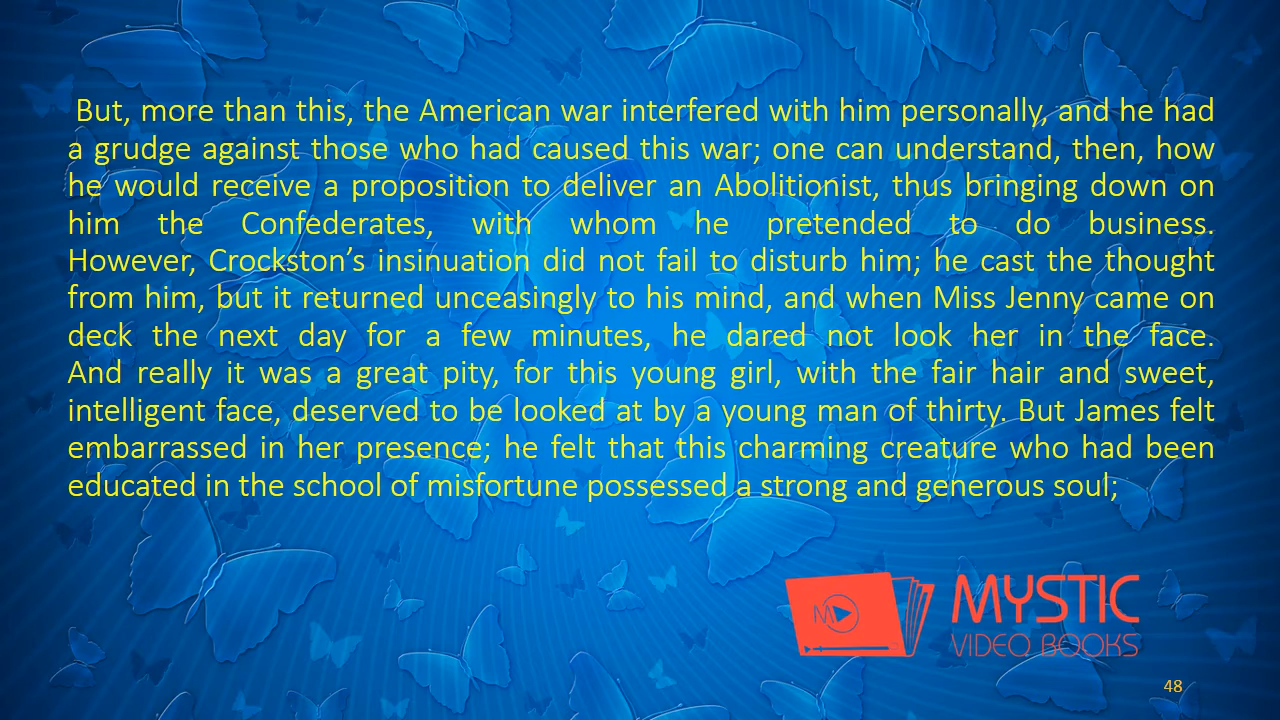 But, more than this, the American war interfered with him personally, and he had
a grudge against those who had caused this war; one can understand, then, how
he would receive a proposition to deliver an Abolitionist, thus bringing down on
him the Confederates, with whom he pretended to do business.
However, Crockston’s insinuation did not fail to disturb him; he cast the thought
from him, but it returned unceasingly to his mind, and when Miss Jenny came on
deck the next day for a few minutes, he dared not look her in the face.
And really it was a great pity, for this young girl, with the fair hair and sweet,
intelligent face, deserved to be looked at by a young man of thirty. But James felt
embarrassed in her presence; he felt that this charming creature who had been
educated in the school of misfortune possessed a strong and generous soul;
MYSTIC
VIDEO BOOKS
48